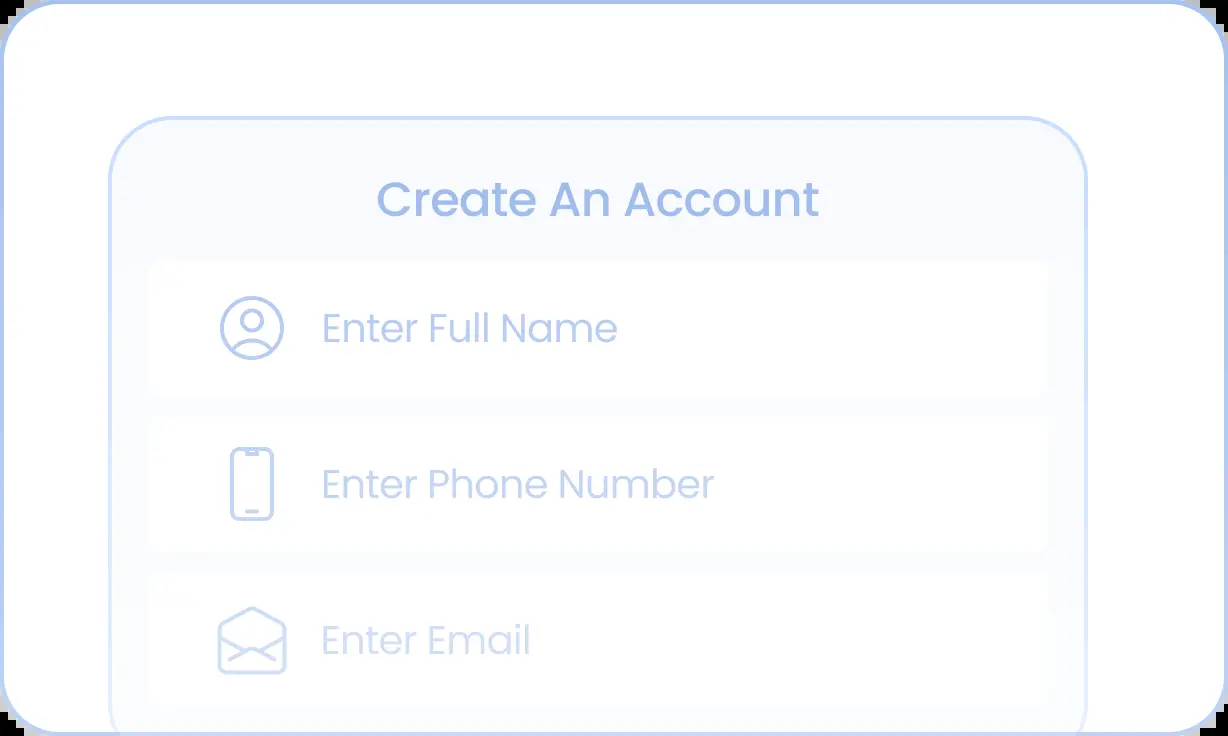 Create An Account
Enter Full Name
Enter Phone Number
Enter Email